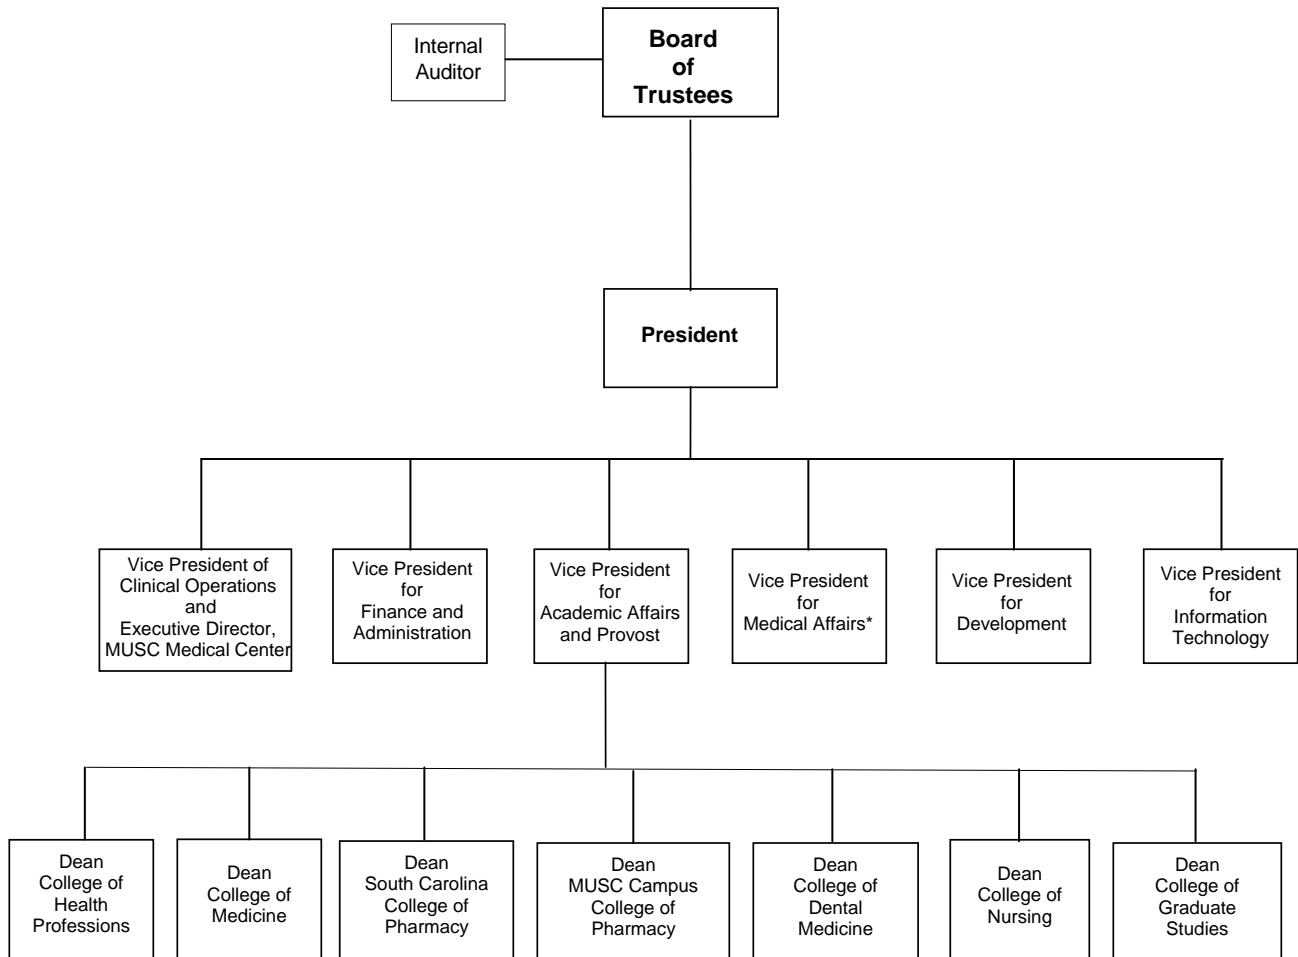 Internal
Auditor
Board
of
Trustees
President
Vice President of
Clinical Operations
and
Executive Director,
MUSC Medical Center
Vice President
for
Finance and
Administration
Vice President
for
Academic Affairs
and Provost
Vice President
for
Medical Affairs*
Vice President
for
Development
Vice President
for
Information
Technology
Dean
College of
Health
Professions
Dean
College of
Medicine
Dean
South Carolina
College of
Pharmacy
Dean
MUSC Campus
College of
Pharmacy
Dean
College of
Dental
Medicine
Dean
College of
Nursing
Dean
College of
Graduate
Studies